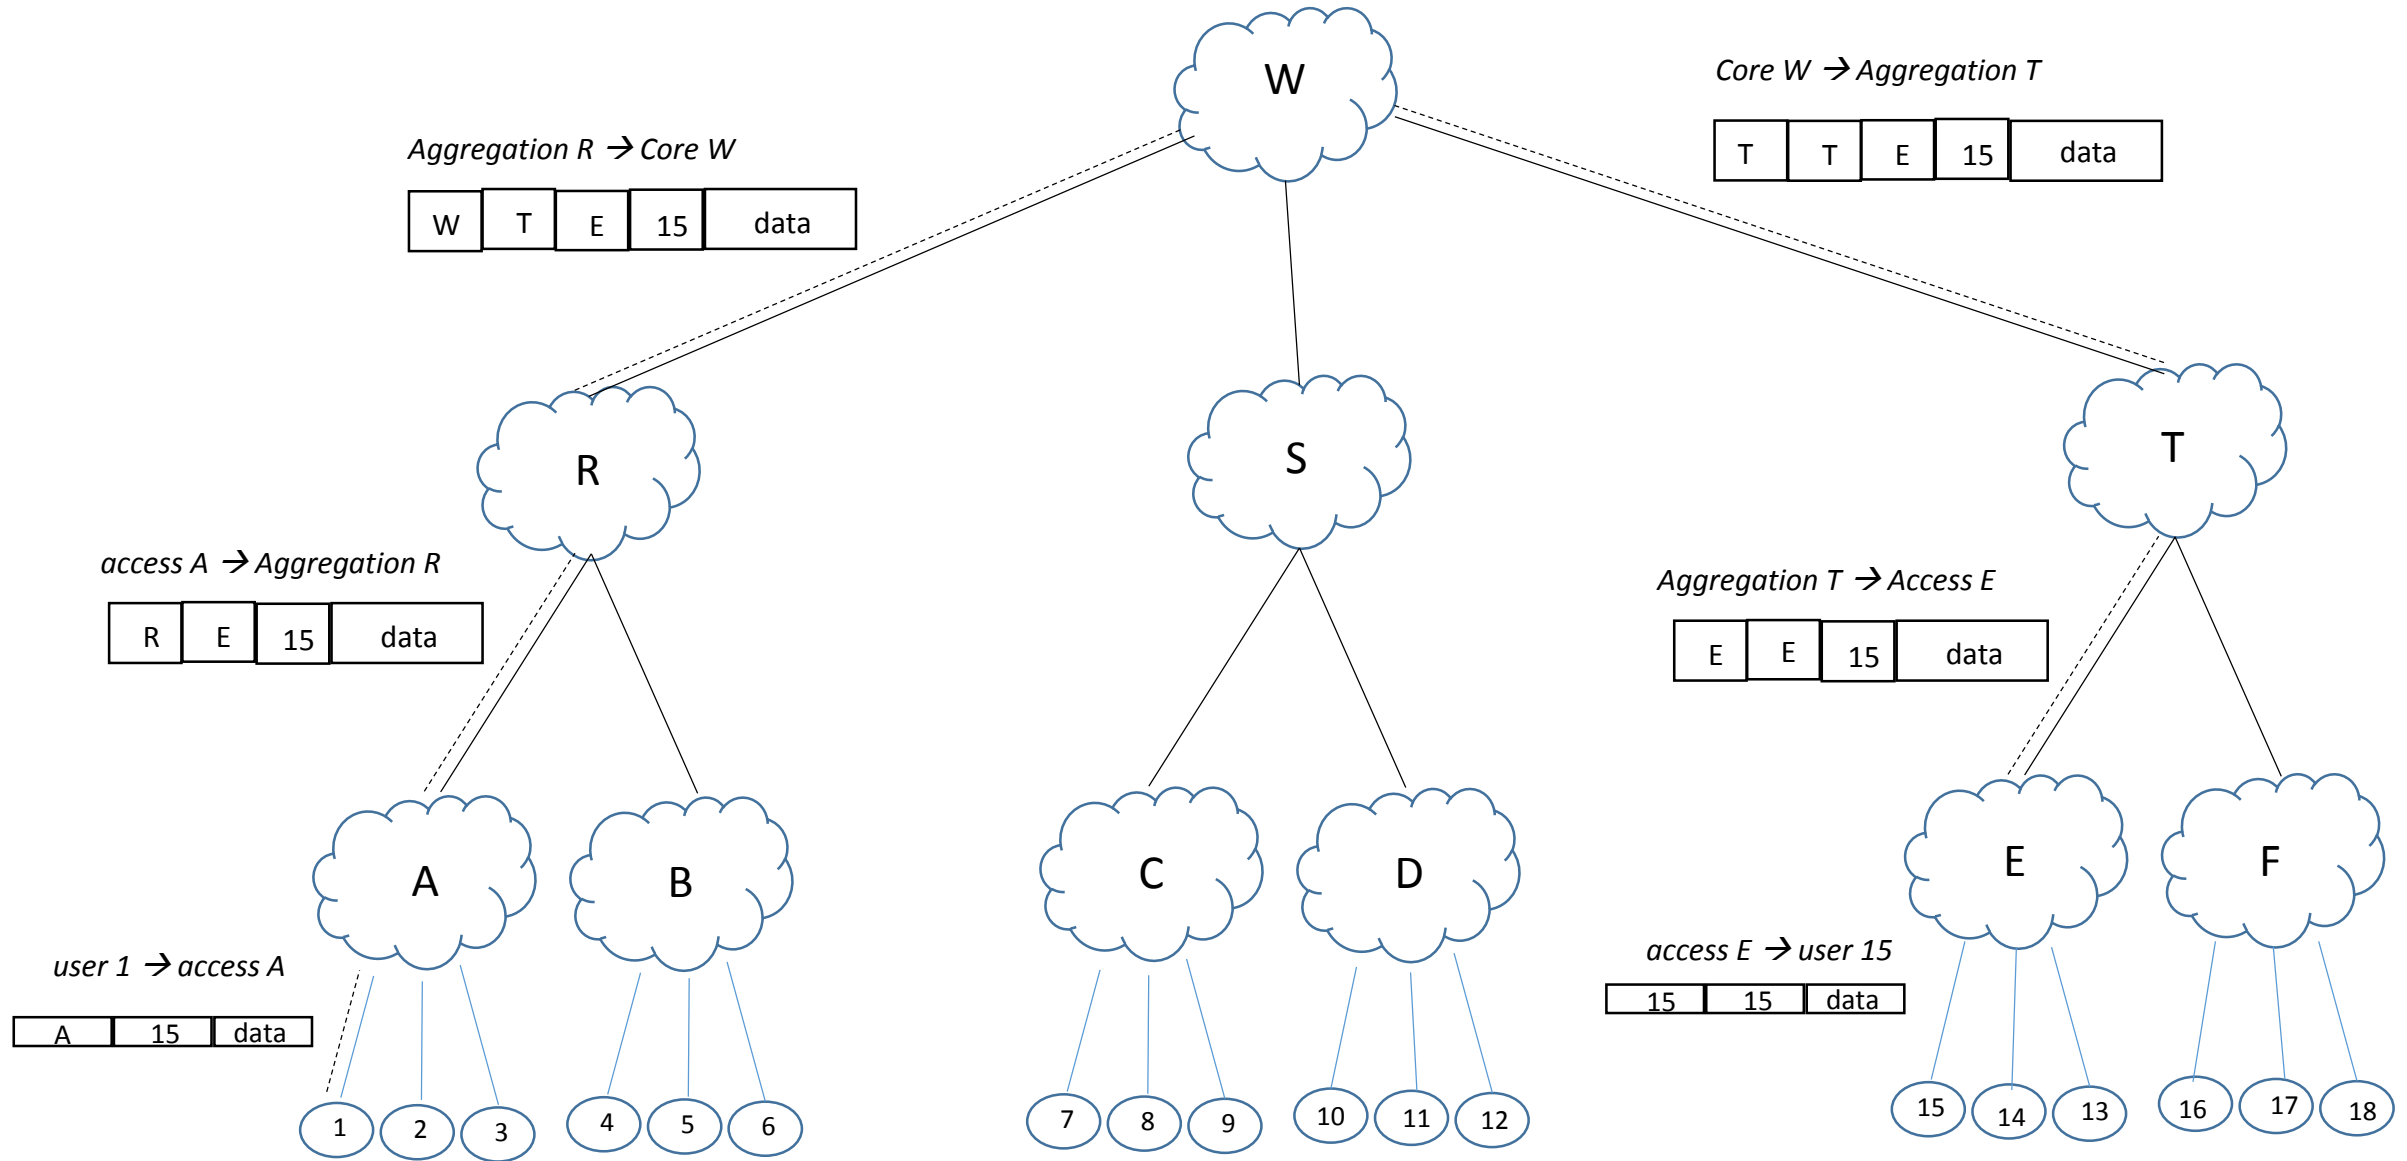 W
Core W → Aggregation T
T T E 15 data
Aggregation R → Core W
W T E 15 data
R
S
T
access A → Aggregation R
R E 15 data
Aggregation T → Access E
E E 15 data
A
B
C
D
E
F
user 1 → access A
A 15 data
access E → user 15
15 15 data
1 2 3 4 5 6 7 8 9 10 11 12 15 14 13 16 17 18